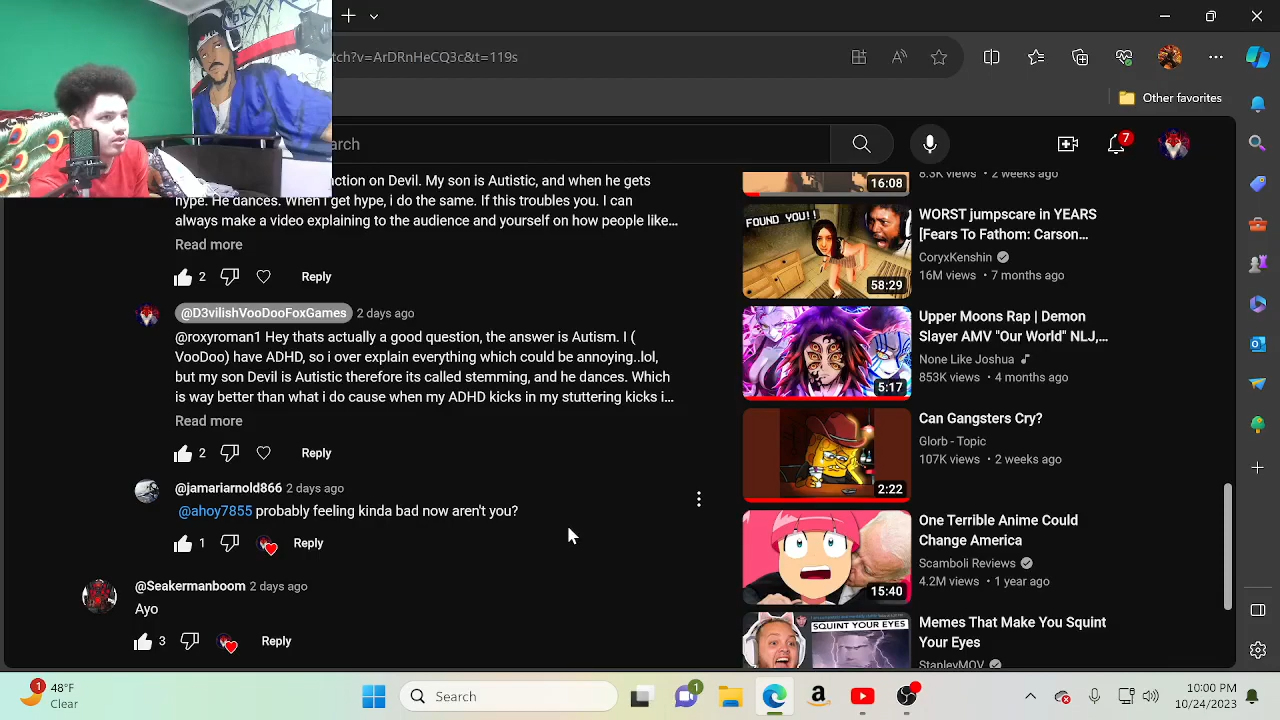 tch?v=ArDRnHeCQ3c&t=119s
Other favorites
arch
7
ction on Devil. My son is Autistic, and when he gets
hype. He dances. When I get hype, i do the same. If this troubles you. I can
always make a video explaining to the audience and yourself on how people like...
Read more
2
Reply
@D3vilishVooDooFoxGames 2 days ago
@roxyroman1 Hey thats actually a good question, the answer is Autism. I (
VooDoo) have ADHD, so i over explain everything which could be annoying..lol,
but my son Devil is Autistic therefore its called stemming, and he dances. Which
is way better than what i do cause when my ADHD kicks in my stuttering kicks i...
Read more
2
Reply
@jamariarnold866 2 days ago
@ahoy7855 probably feeling kinda bad now aren't you?
1
Reply
@Seakermanboom 2 days ago
Ayo
3
Reply
16:08
8.3K views • 2 weeks ago
FOUND YOU!!
58:29
WORST jumpscare in YEARS
[Fears To Fathom: Carson...
CoryxKenshin
16M views • 7 months ago
5:17
Upper Moons Rap | Demon
Slayer AMV "Our World" NLJ,...
None Like Joshua
853K views • 4 months ago
2:22
Can Gangsters Cry?
Glorb - Topic
107K views • 2 weeks ago
15:40
One Terrible Anime Could
Change America
Scamboli Reviews
4.2M views • 1 year ago
SQUINT YOUR EYES
Memes That Make You Squint
Your Eyes
StanleyMOV
1
48°F
Clear
Search
1
10:00 PM
10/24/2023